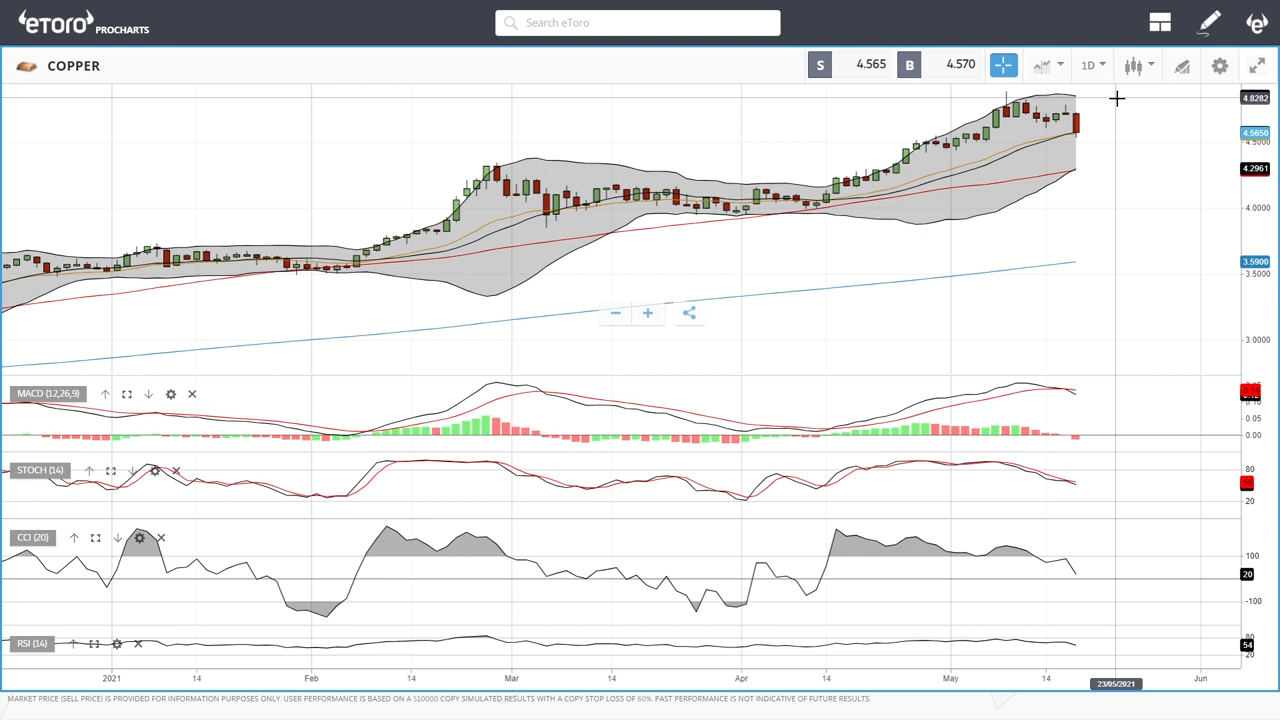 eToro PROCHARTS
Search eToro
COPPER
S 4.565 B 4.570
1D
4.8282
4.5650
4.5000
4.2961
4.0000
3.5900
3.5000
3.0000
MACD (12,26,9)
0.05
0.00
STOCH (14)
80
20
CCI (20)
100
20
-100
RSI (14)
80
54
20
2021 14 Feb 14 Mar 14 Apr 14 May 14 Jun
23/05/2021
MARKET PRICE (SELL PRICE) IS PROVIDED FOR INFORMATION PURPOSES ONLY. USER PERFORMANCE IS BASED ON A $10000 COPY SIMULATED RESULTS WITH A COPY STOP LOSS OF 60%. PAST PERFORMANCE IS NOT INDICATIVE OF FUTURE RESULTS.